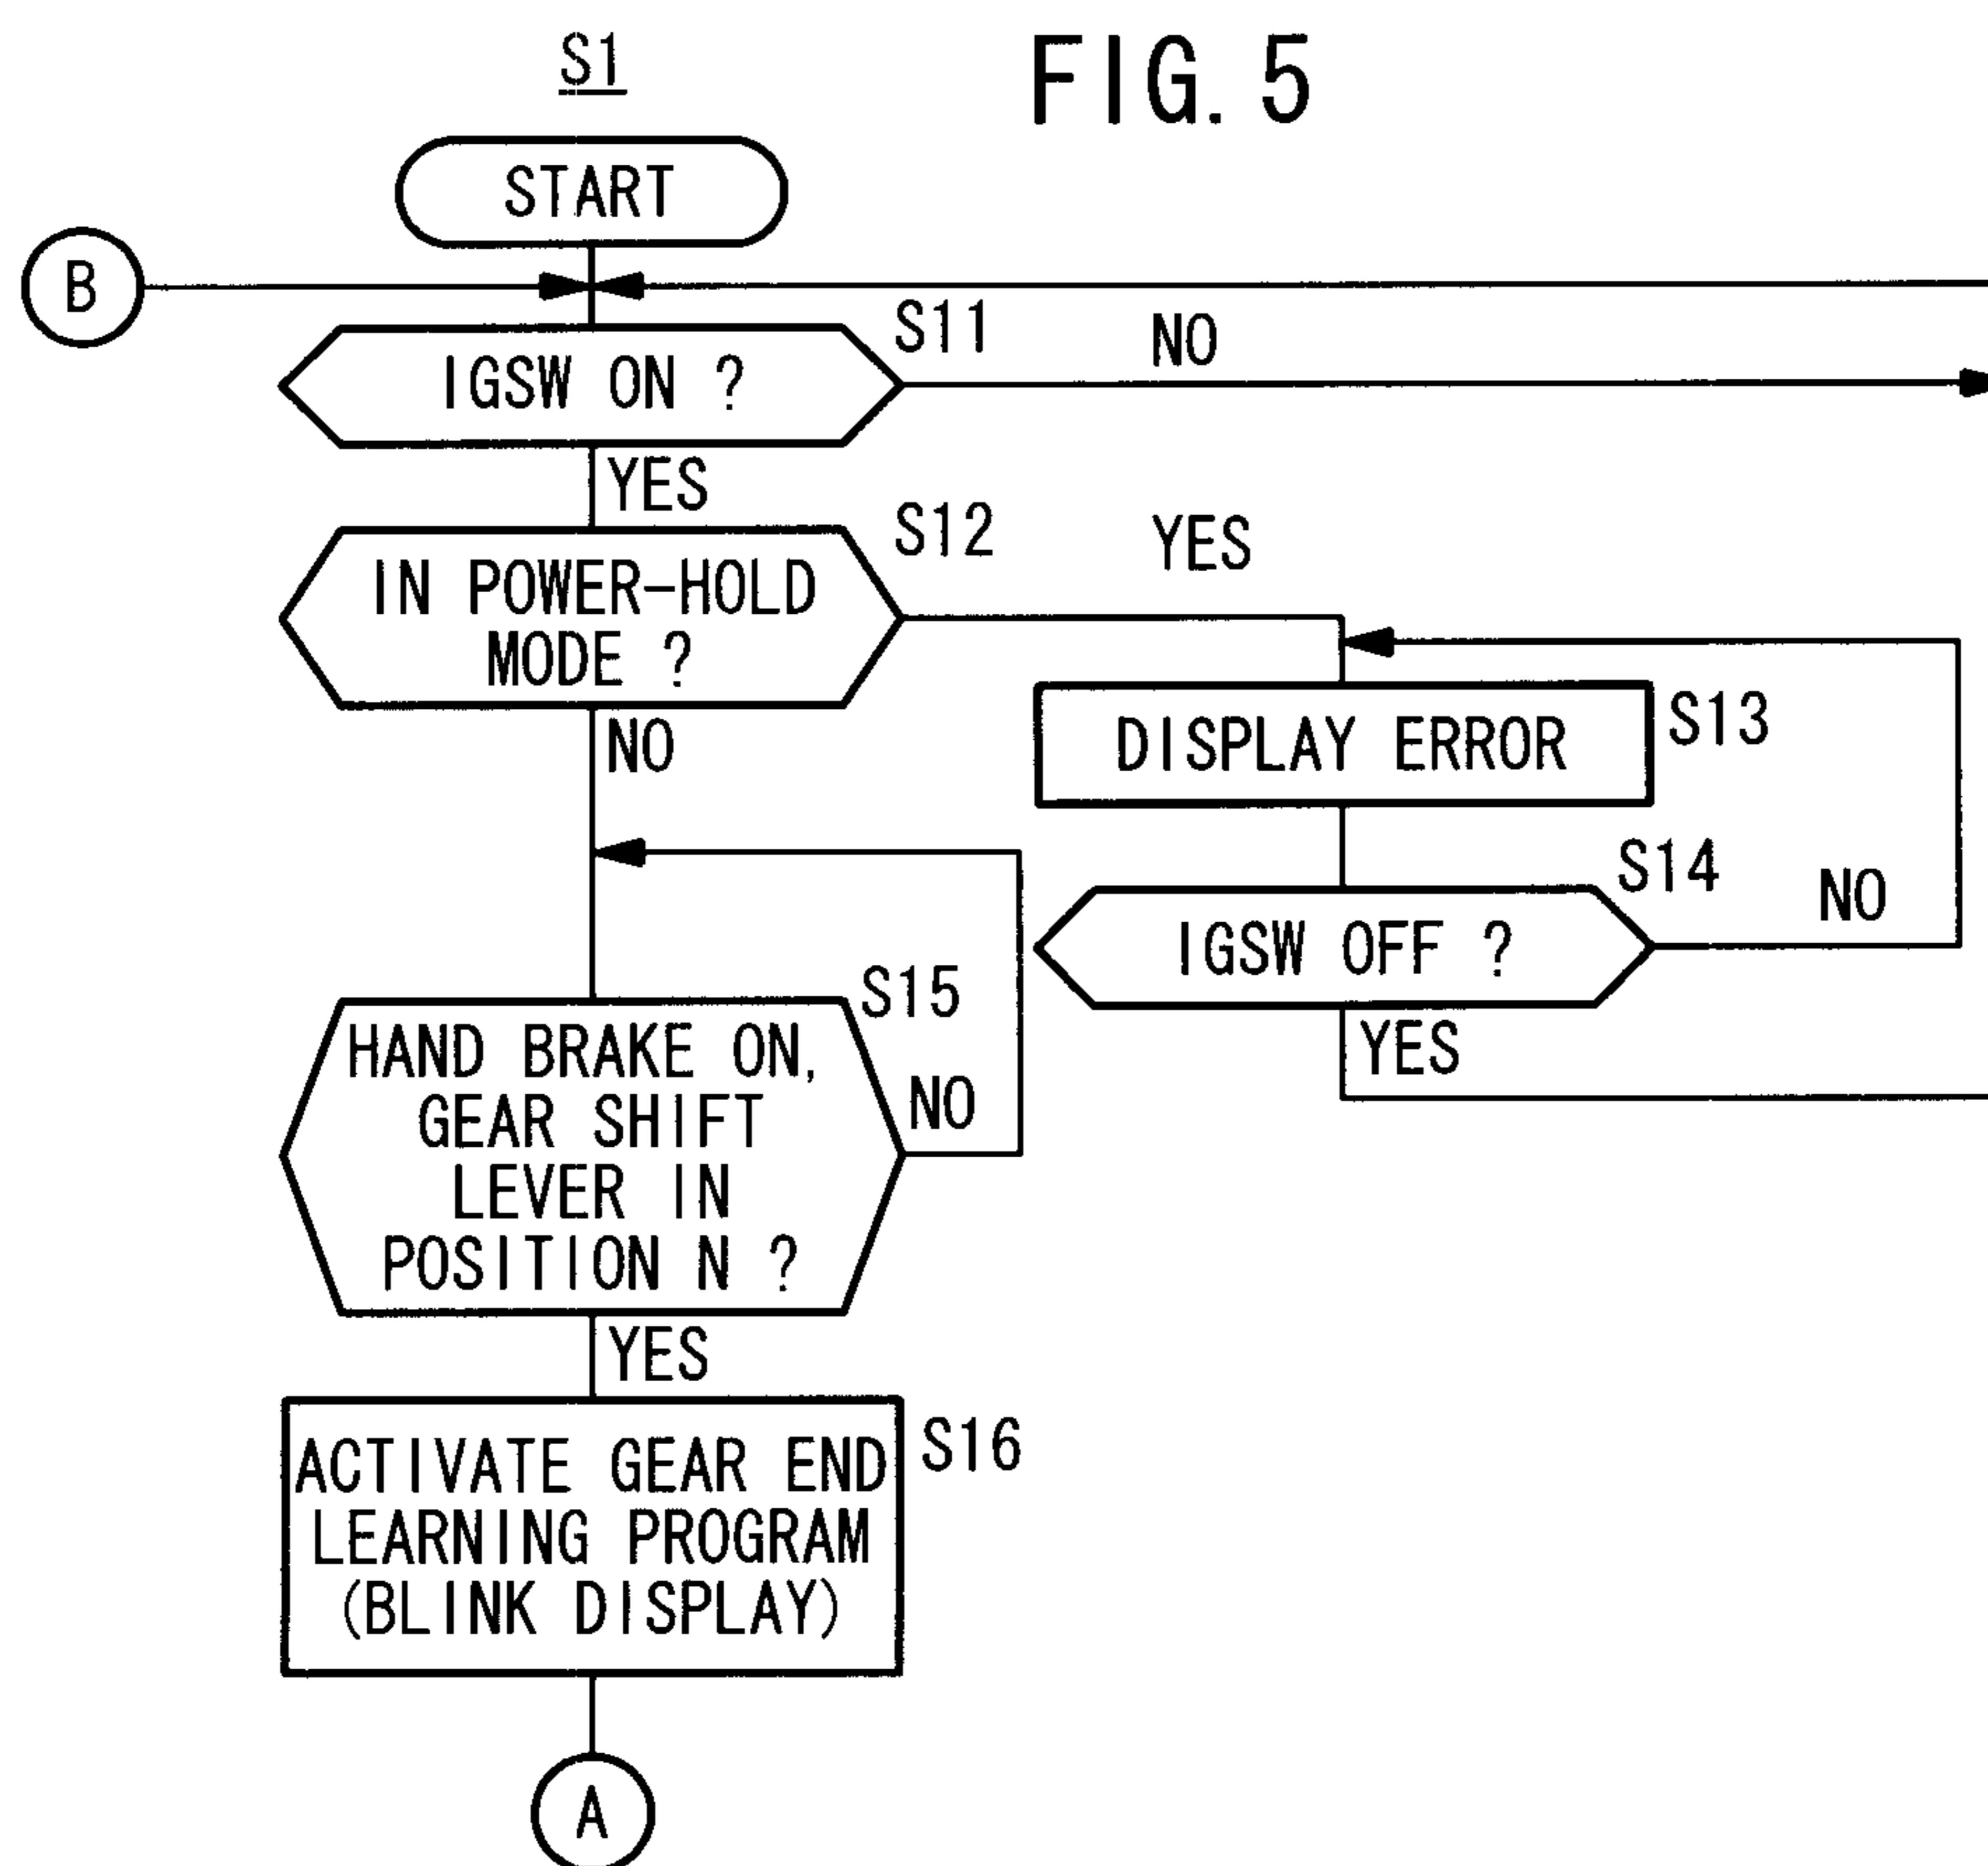 S1
FIG. 5
START
B
S11
NO
IGSW ON ?
YES
S12
YES
IN POWER-HOLD
MODE ?
NO
S13
DISPLAY ERROR
S14
NO
IGSW OFF ?
YES
S15
HAND BRAKE ON,
GEAR SHIFT
LEVER IN
POSITION N ?
NO
YES
S16
ACTIVATE GEAR END
LEARNING PROGRAM
(BLINK DISPLAY)
A